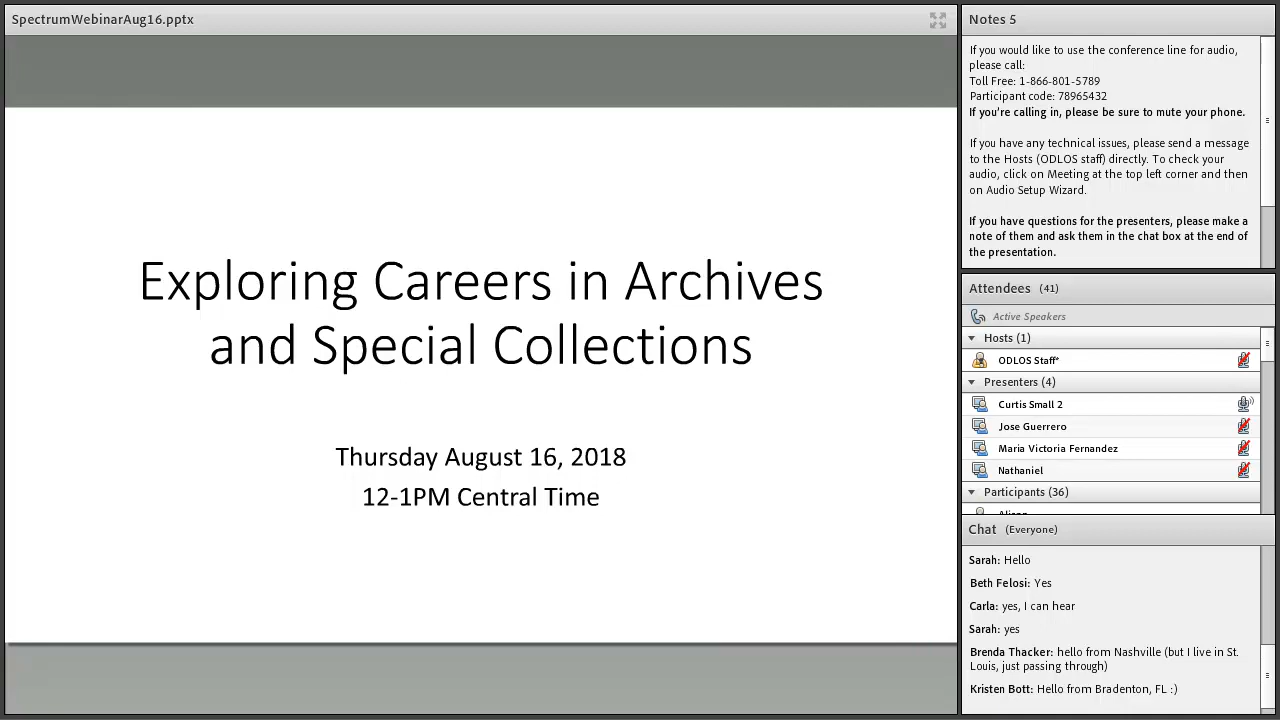 SpectrumWebinarAug16.pptx
Exploring Careers in Archives
and Special Collections
Thursday August 16, 2018
12-1PM Central Time
Notes 5
If you would like to use the conference line for audio,
please call:
Toll Free: 1-866-801-5789
Participant code: 78965432
If you're calling in, please be sure to mute your phone.
If you have any technical issues, please send a message
to the Hosts (ODLOS staff) directly. To check your
audio, click on Meeting at the top left corner and then
on Audio Setup Wizard.
If you have questions for the presenters, please make a
note of them and ask them in the chat box at the end of
the presentation.
Attendees (41)
Active Speakers
Hosts (1)
ODLOS Staff*
Presenters (4)
Curtis Small 2
Jose Guerrero
Maria Victoria Fernandez
Nathaniel
Participants (36)
Chat (Everyone)
Sarah: Hello
Beth Felosi: Yes
Carla: yes, I can hear
Sarah: yes
Brenda Thacker: hello from Nashville (but I live in St.
Louis, just passing through)
Kristen Bott: Hello from Bradenton, FL :)